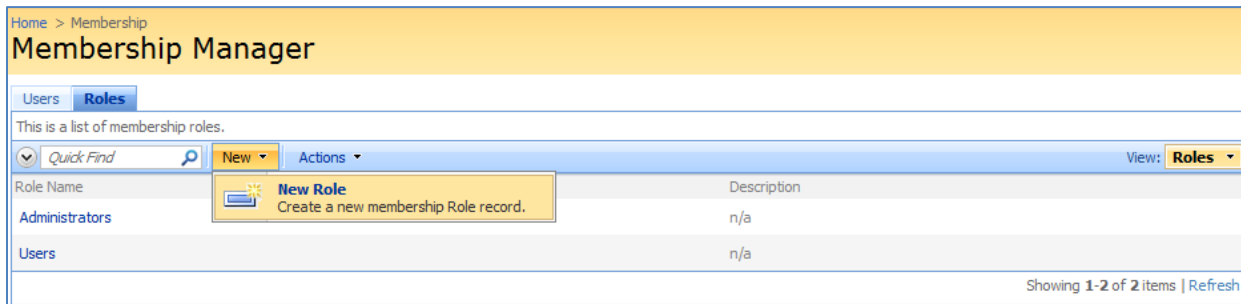 Home > Membership
Membership Manager
Users Roles
This is a list of membership roles.
Quick Find New Actions View: Roles
Role Name Description
New Role
Create a new membership Role record.
Administrators n/a
Users n/a
Showing 1-2 of 2 items | Refresh